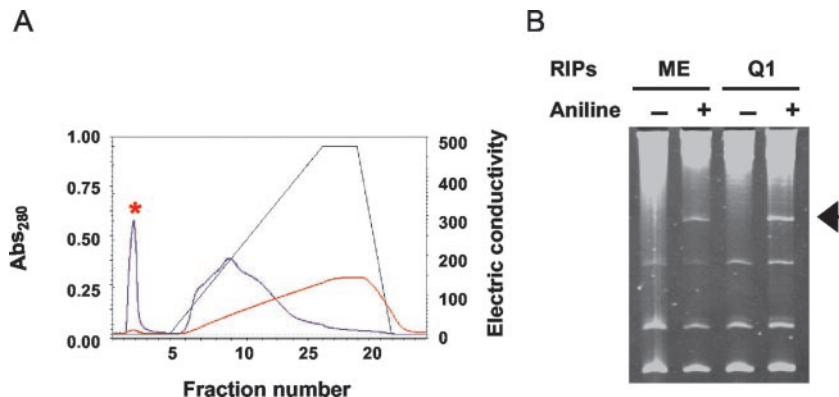 A
Abs280
1.00
0.75
0.50
0.25
0.00
*
500
400
300
200
100
0
Electric conductivity
5 10 25 20
Fraction number
B
RIPs ME Q1
Aniline – + – +